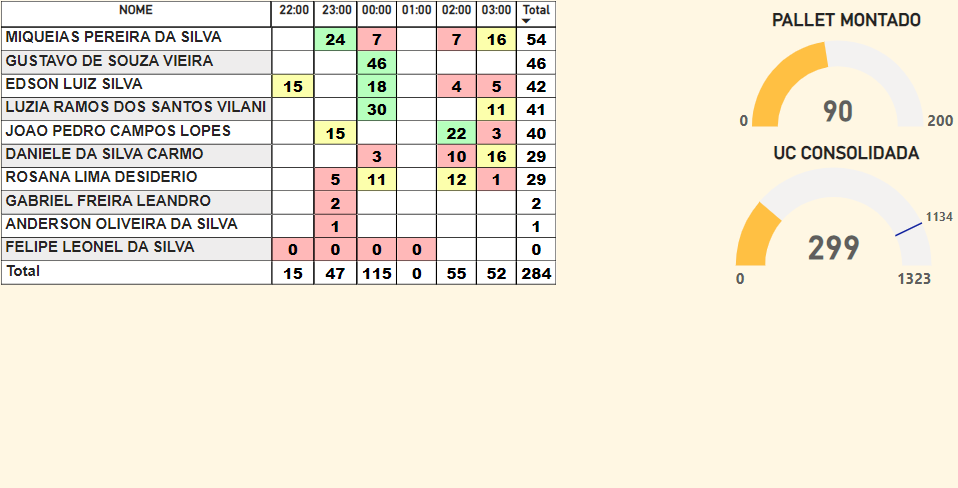 NOME 22:00 23:00 00:00 01:00 02:00 03:00 Total
MIQUEIAS PEREIRA DA SILVA 24 7 7 16 54
GUSTAVO DE SOUZA VIEIRA 46 46
EDSON LUIZ SILVA 15 18 4 5 42
LUZIA RAMOS DOS SANTOS VILANI 30 11 41
JOAO PEDRO CAMPOS LOPES 15 22 3 40
DANIELE DA SILVA CARMO 3 10 16 29
ROSANA LIMA DESIDERIO 5 11 12 1 29
GABRIEL FREIRA LEANDRO 2 2
ANDERSON OLIVEIRA DA SILVA 1 1
FELIPE LEONEL DA SILVA 0 0 0 0 0
Total 15 47 115 0 55 52 284
PALLET MONTADO
90
0 200
UC CONSOLIDADA
1134
299
0 1323